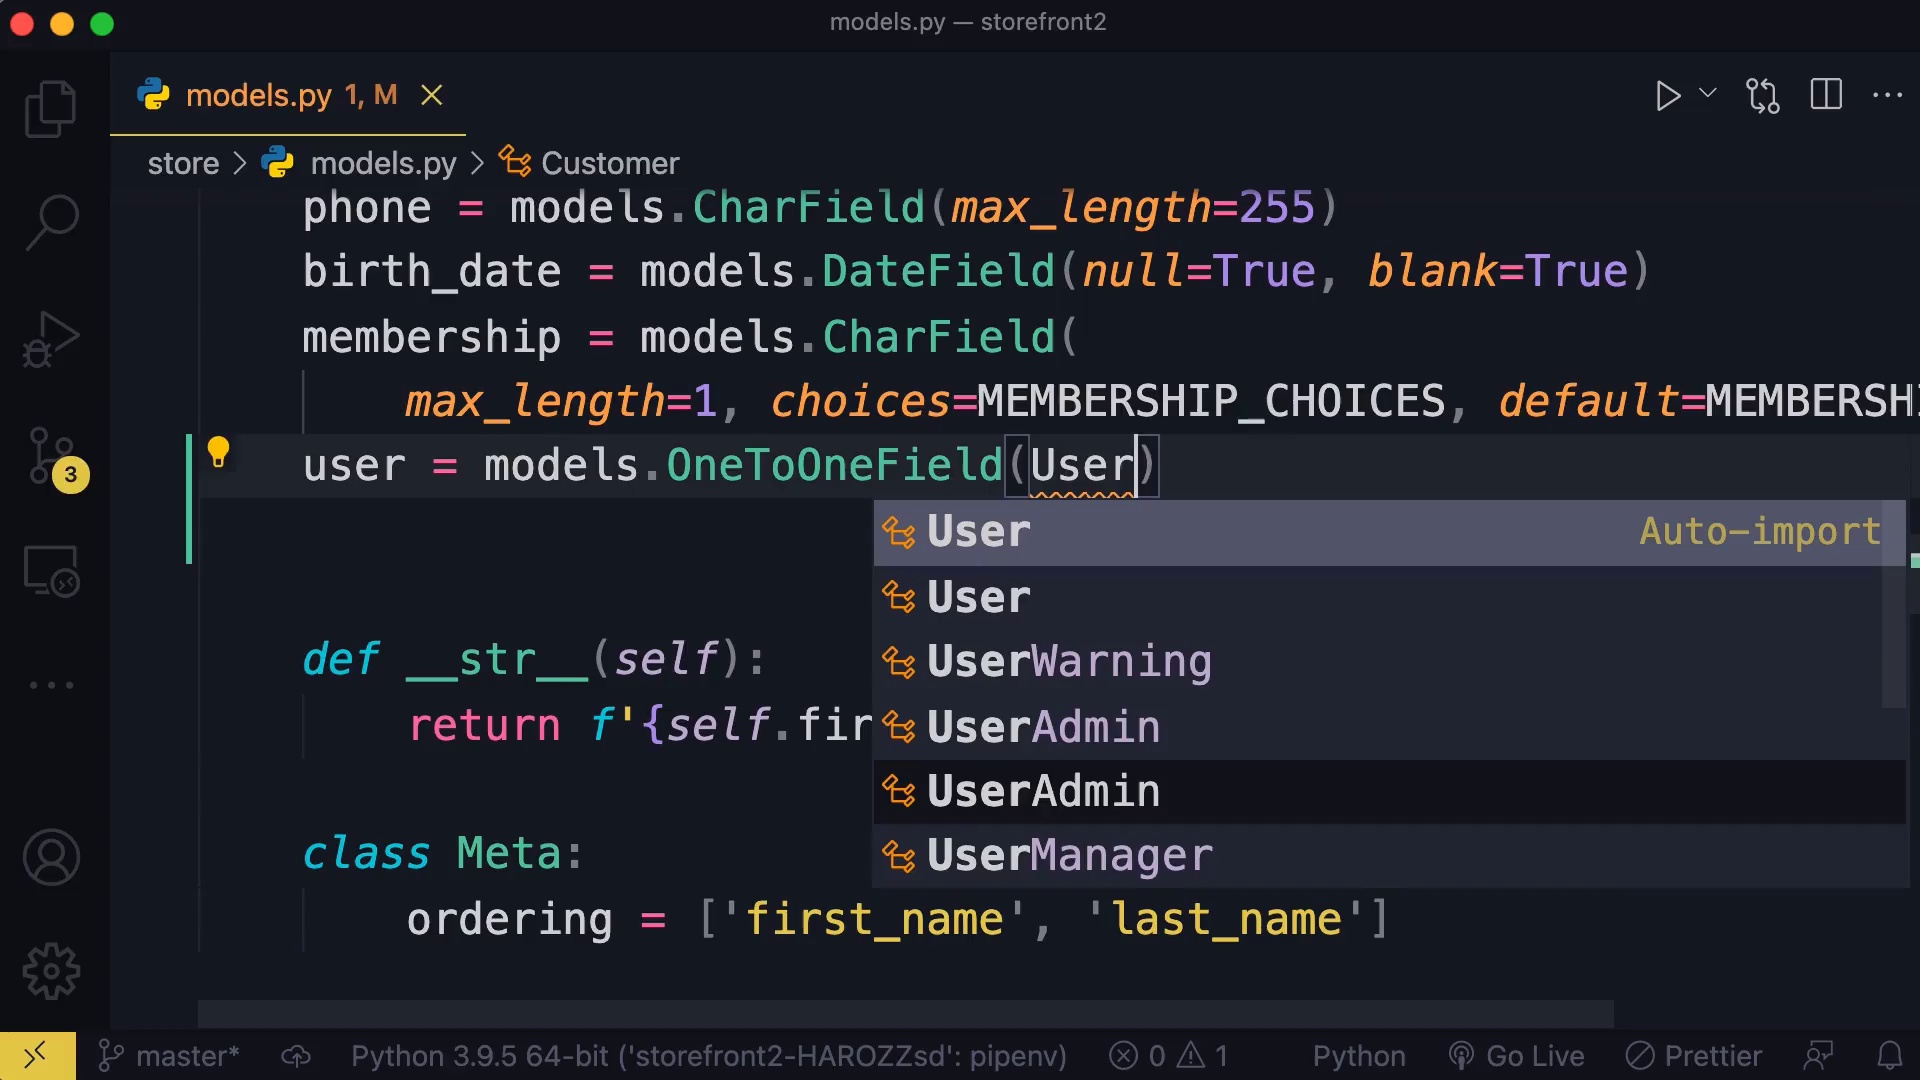 models.py — storefront2
models.py 1, M
store > models.py > Customer
phone = models.CharField(max_length=255)
birth_date = models.DateField(null=True, blank=True)
membership = models.CharField(
max_length=1, choices=MEMBERSHIP_CHOICES, default=MEMBERSHI
user = models.OneToOneField(User)
User Auto-import
User
UserWarning
UserAdmin
UserAdmin
UserManager
def __str__(self):
return f'{self.fir
class Meta:
ordering = ['first_name', 'last_name']
3
master* Python 3.9.5 64-bit ('storefront2-HAROZZsd': pipenv) 0 1 Python Go Live Prettier